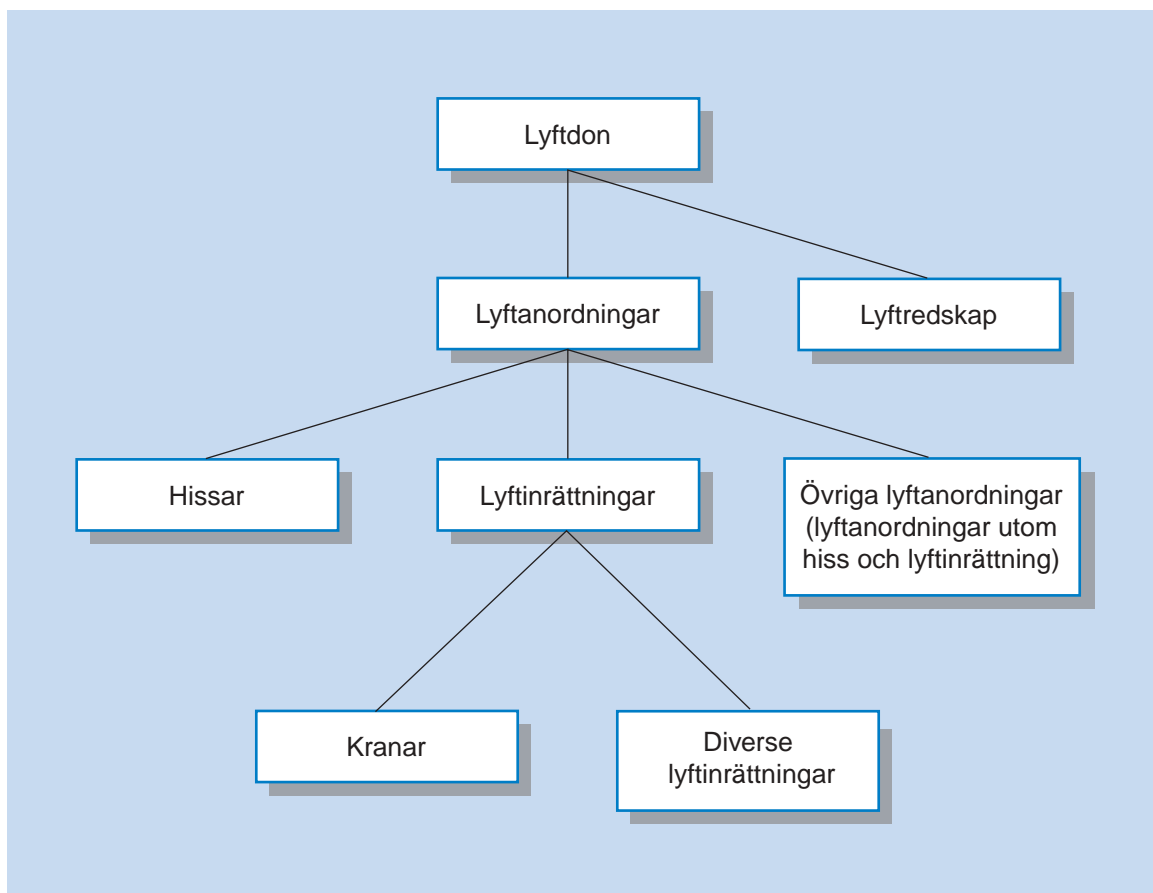 Lyftdon
Lyftanordningar
Lyftredskap
Hissar
Lyftinrättningar
Övriga lyftanordningar
(lyftanordningar utom
hiss och lyftinrättning)
Kranar
Diverse
lyftinrättningar